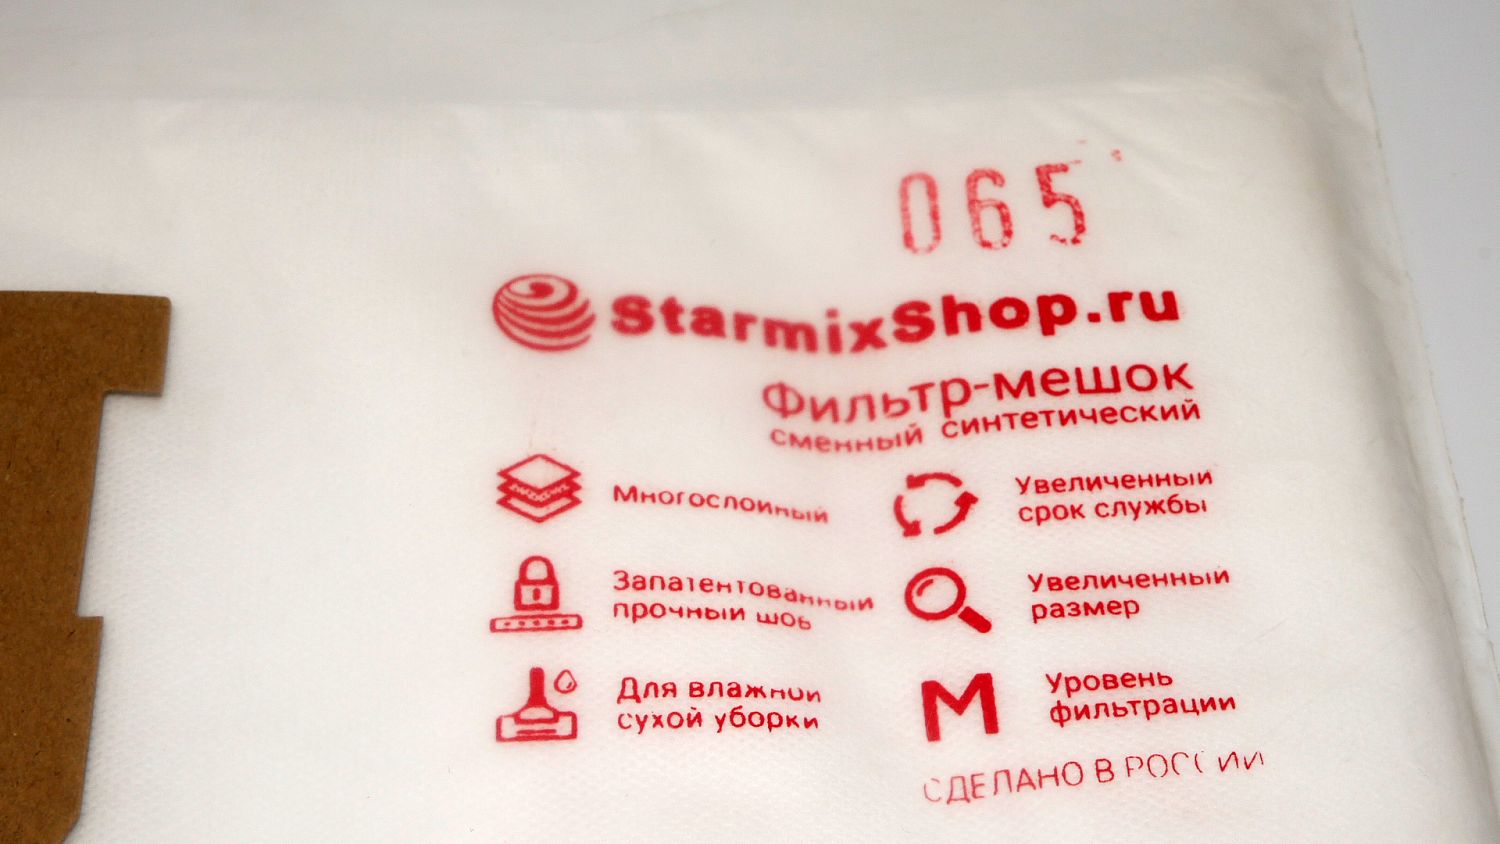 065
StarmixShop.ru
Фильтр-мешок
сменный синтетический
Многослойный
Увеличенный
срок службы
Запатентованный
прочный шов
Увеличенный
размер
Для влажной
сухой уборки
М
Уровень
фильтрации
СДЕЛАНО В РОССИИ